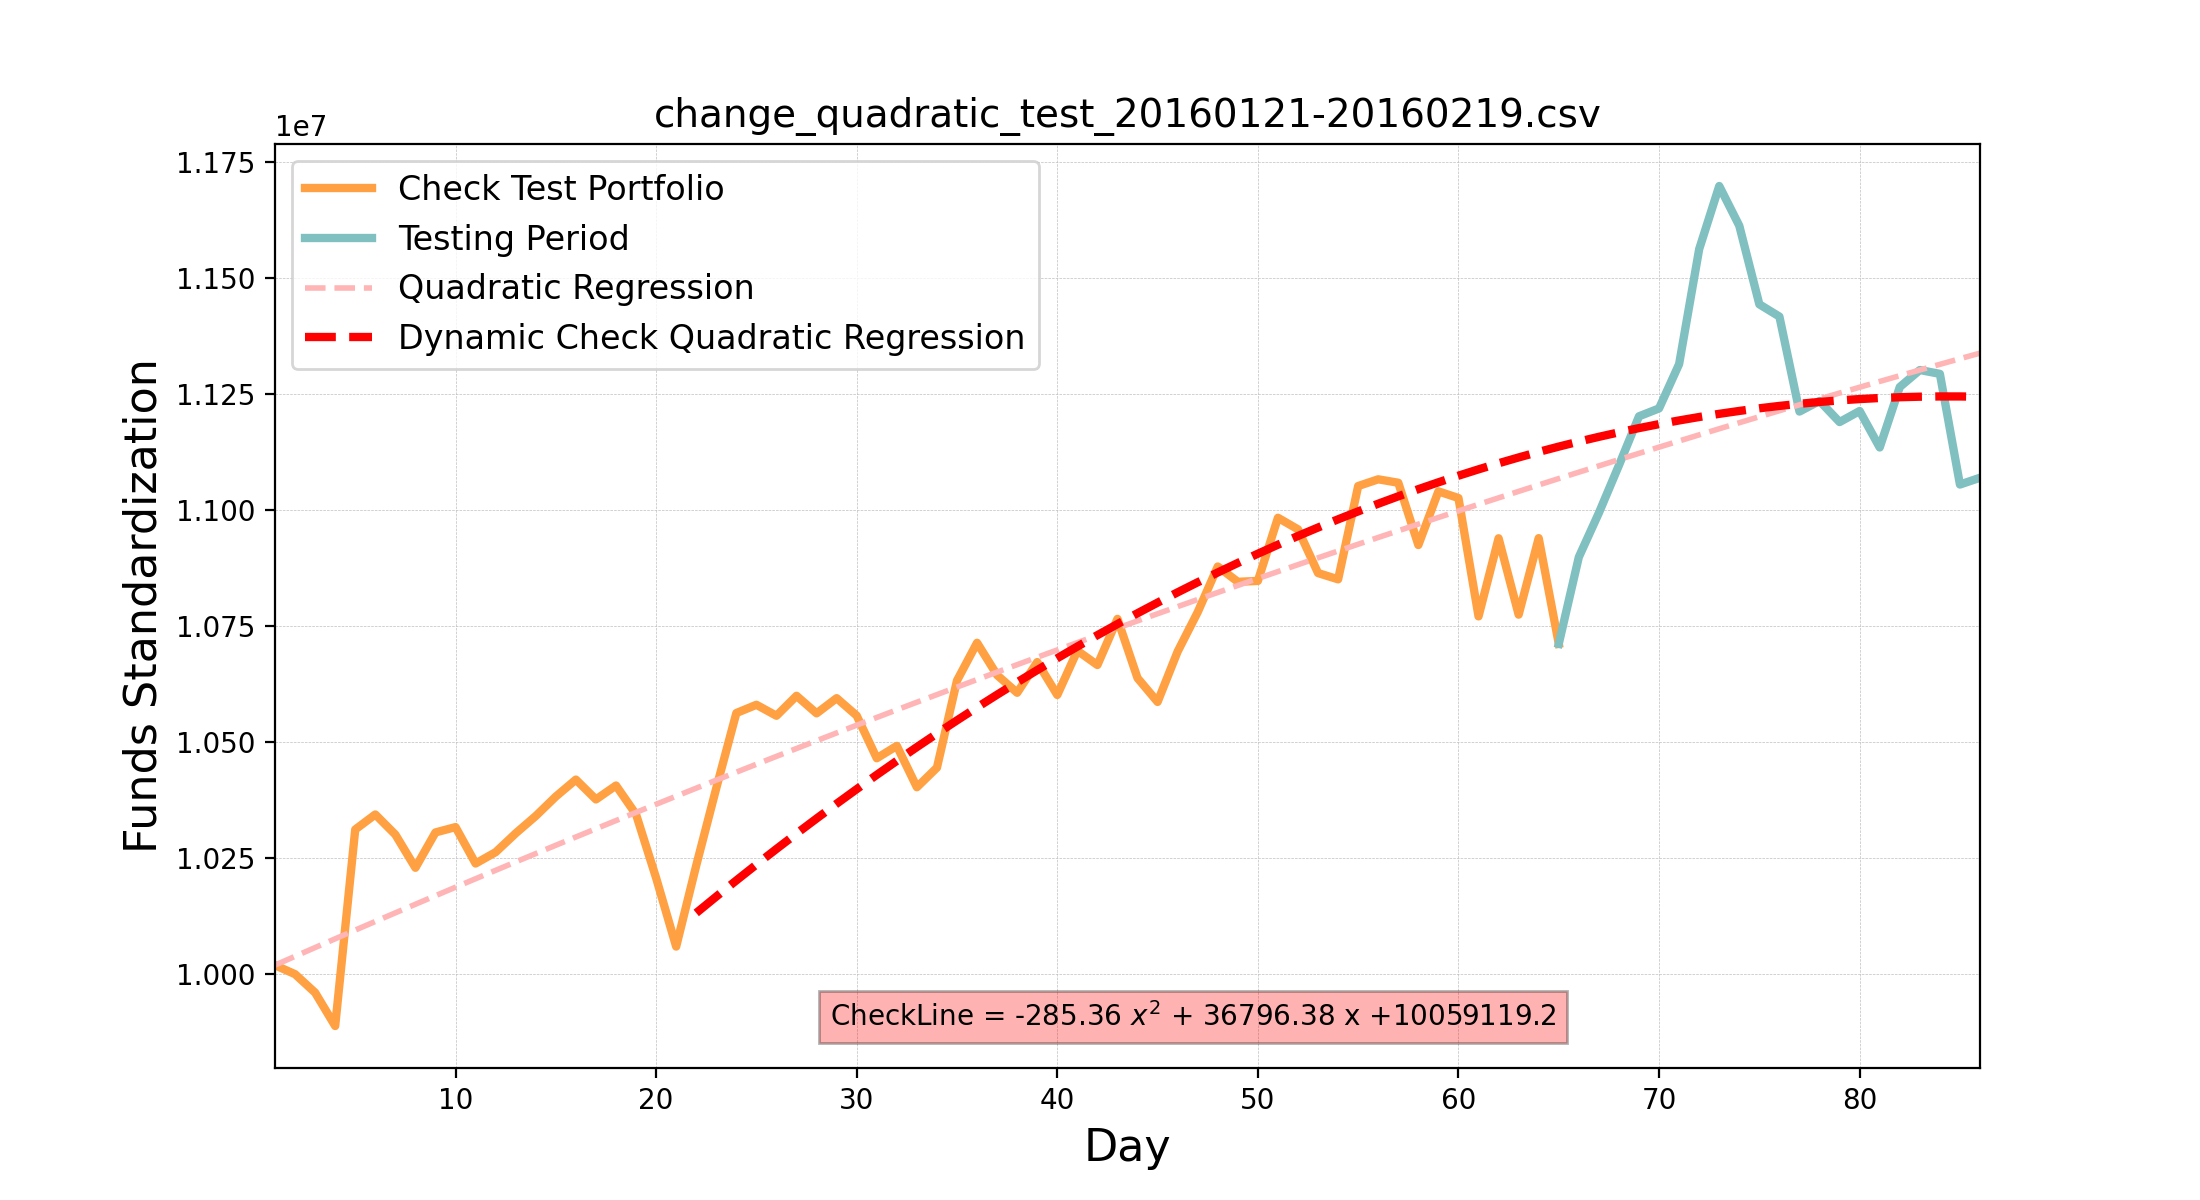 change_quadratic_test_20160121-20160219.csv
1e7
1.175
1.150
1.125
1.100
1.075
1.050
1.025
1.000
Funds Standardization
Check Test Portfolio
Testing Period
Quadratic Regression
Dynamic Check Quadratic Regression
CheckLine = -285.36 x² + 36796.38 x +10059119.2
10 20 30 40 50 60 70 80
Day